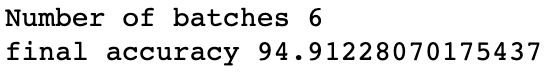 Number of batches 6
final accuracy 94.91228070175437